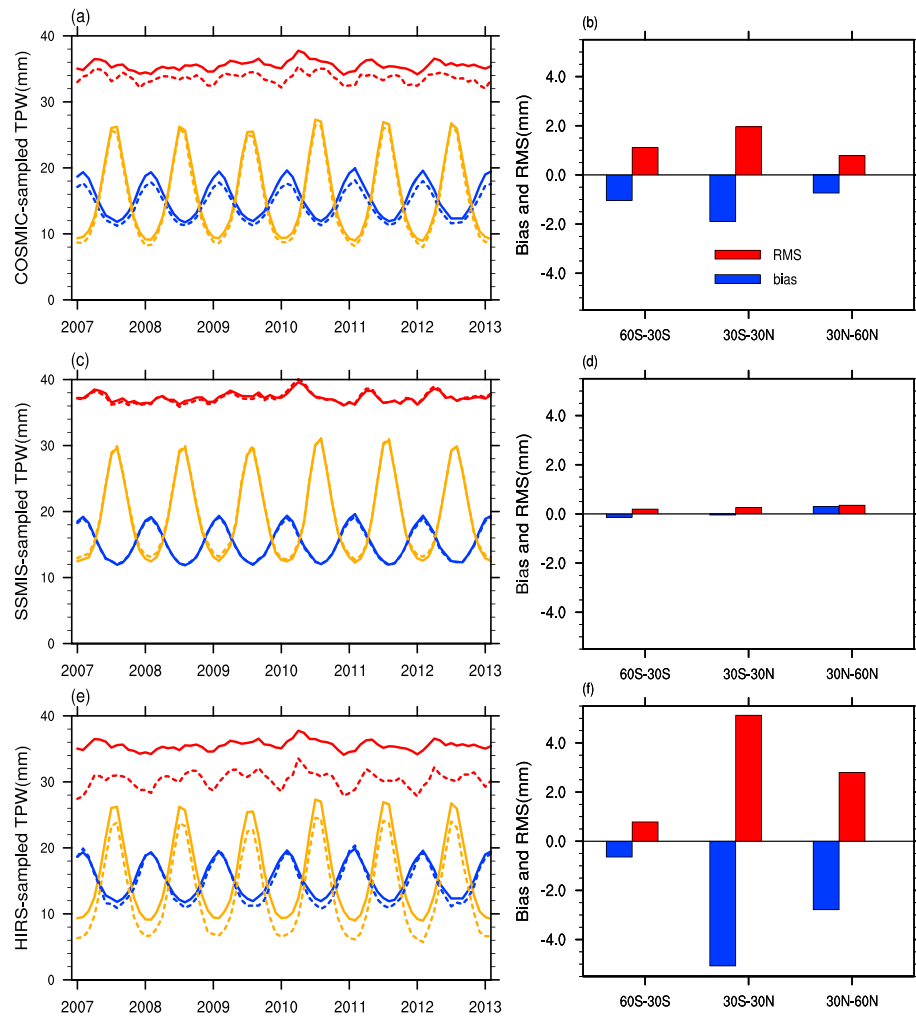 (a)
COSMIC-sampled TPW(mm)
40
30
20
10
0
2007 2008 2009 2010 2011 2012 2013
(b)
Bias and RMS(mm)
4.0
2.0
0.0
-2.0
-4.0
RMS
bias
60S-30S 30S-30N 30N-60N
(c)
SSMIS-sampled TPW(mm)
40
30
20
10
0
2007 2008 2009 2010 2011 2012 2013
(d)
Bias and RMS(mm)
4.0
2.0
0.0
-2.0
-4.0
60S-30S 30S-30N 30N-60N
(e)
HIRS-sampled TPW(mm)
40
30
20
10
0
2007 2008 2009 2010 2011 2012 2013
(f)
Bias and RMS(mm)
4.0
2.0
0.0
-2.0
-4.0
60S-30S 30S-30N 30N-60N